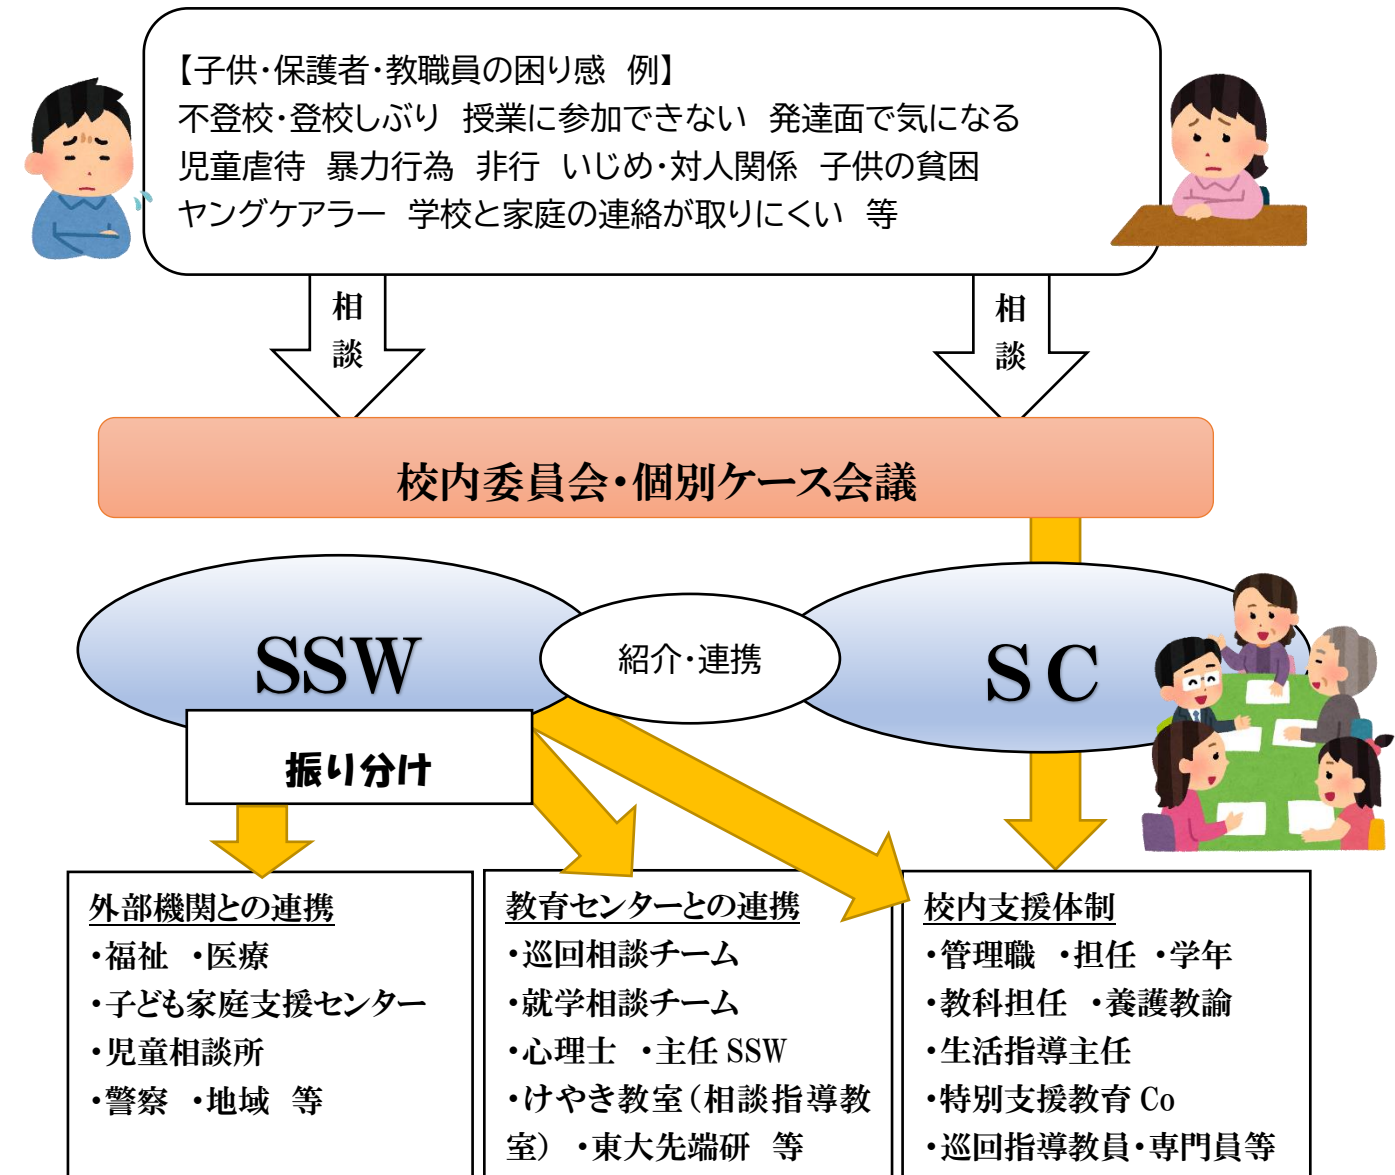 【子供・保護者・教職員の困り感 例】
不登校・登校しぶり 授業に参加できない 発達面で気になる
児童虐待 暴力行為 非行 いじめ・対人関係 子供の貧困
ヤングケアラー 学校と家庭の連絡が取りにくい 等
相談
相談
校内委員会・個別ケース会議
SSW
紹介・連携
SC
振り分け
外部機関との連携
・福祉 ・医療
・子ども家庭支援センター
・児童相談所
・警察 ・地域 等
教育センターとの連携
・巡回相談チーム
・就学相談チーム
・心理士 ・主任 SSW
・けやき教室（相談指導教
室） ・東大先端研 等
校内支援体制
・管理職 ・担任 ・学年
・教科担任 ・養護教諭
・生活指導主任
・特別支援教育 Co
・巡回指導教員・専門員等